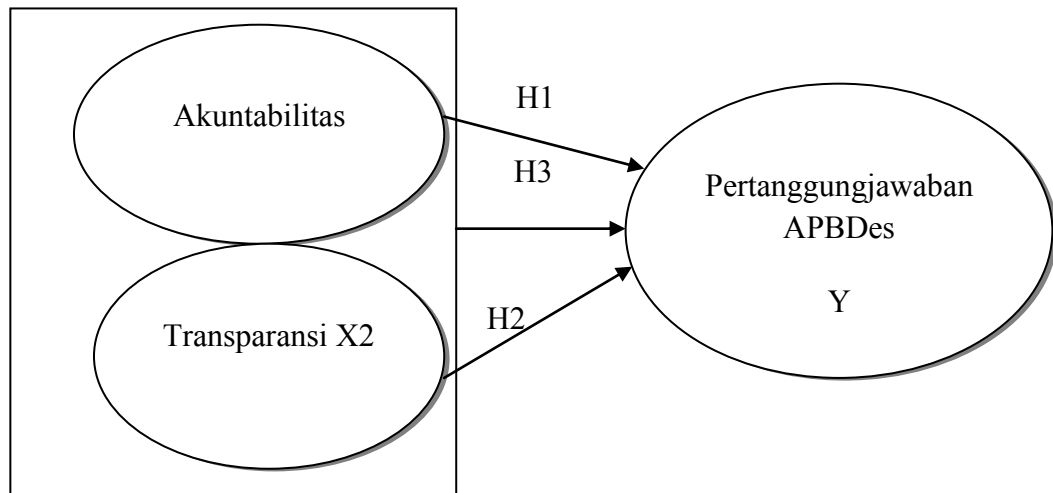 Akuntabilitas
H1
H3
Pertanggungjawaban
APBDes
Y
Transparansi X2
H2